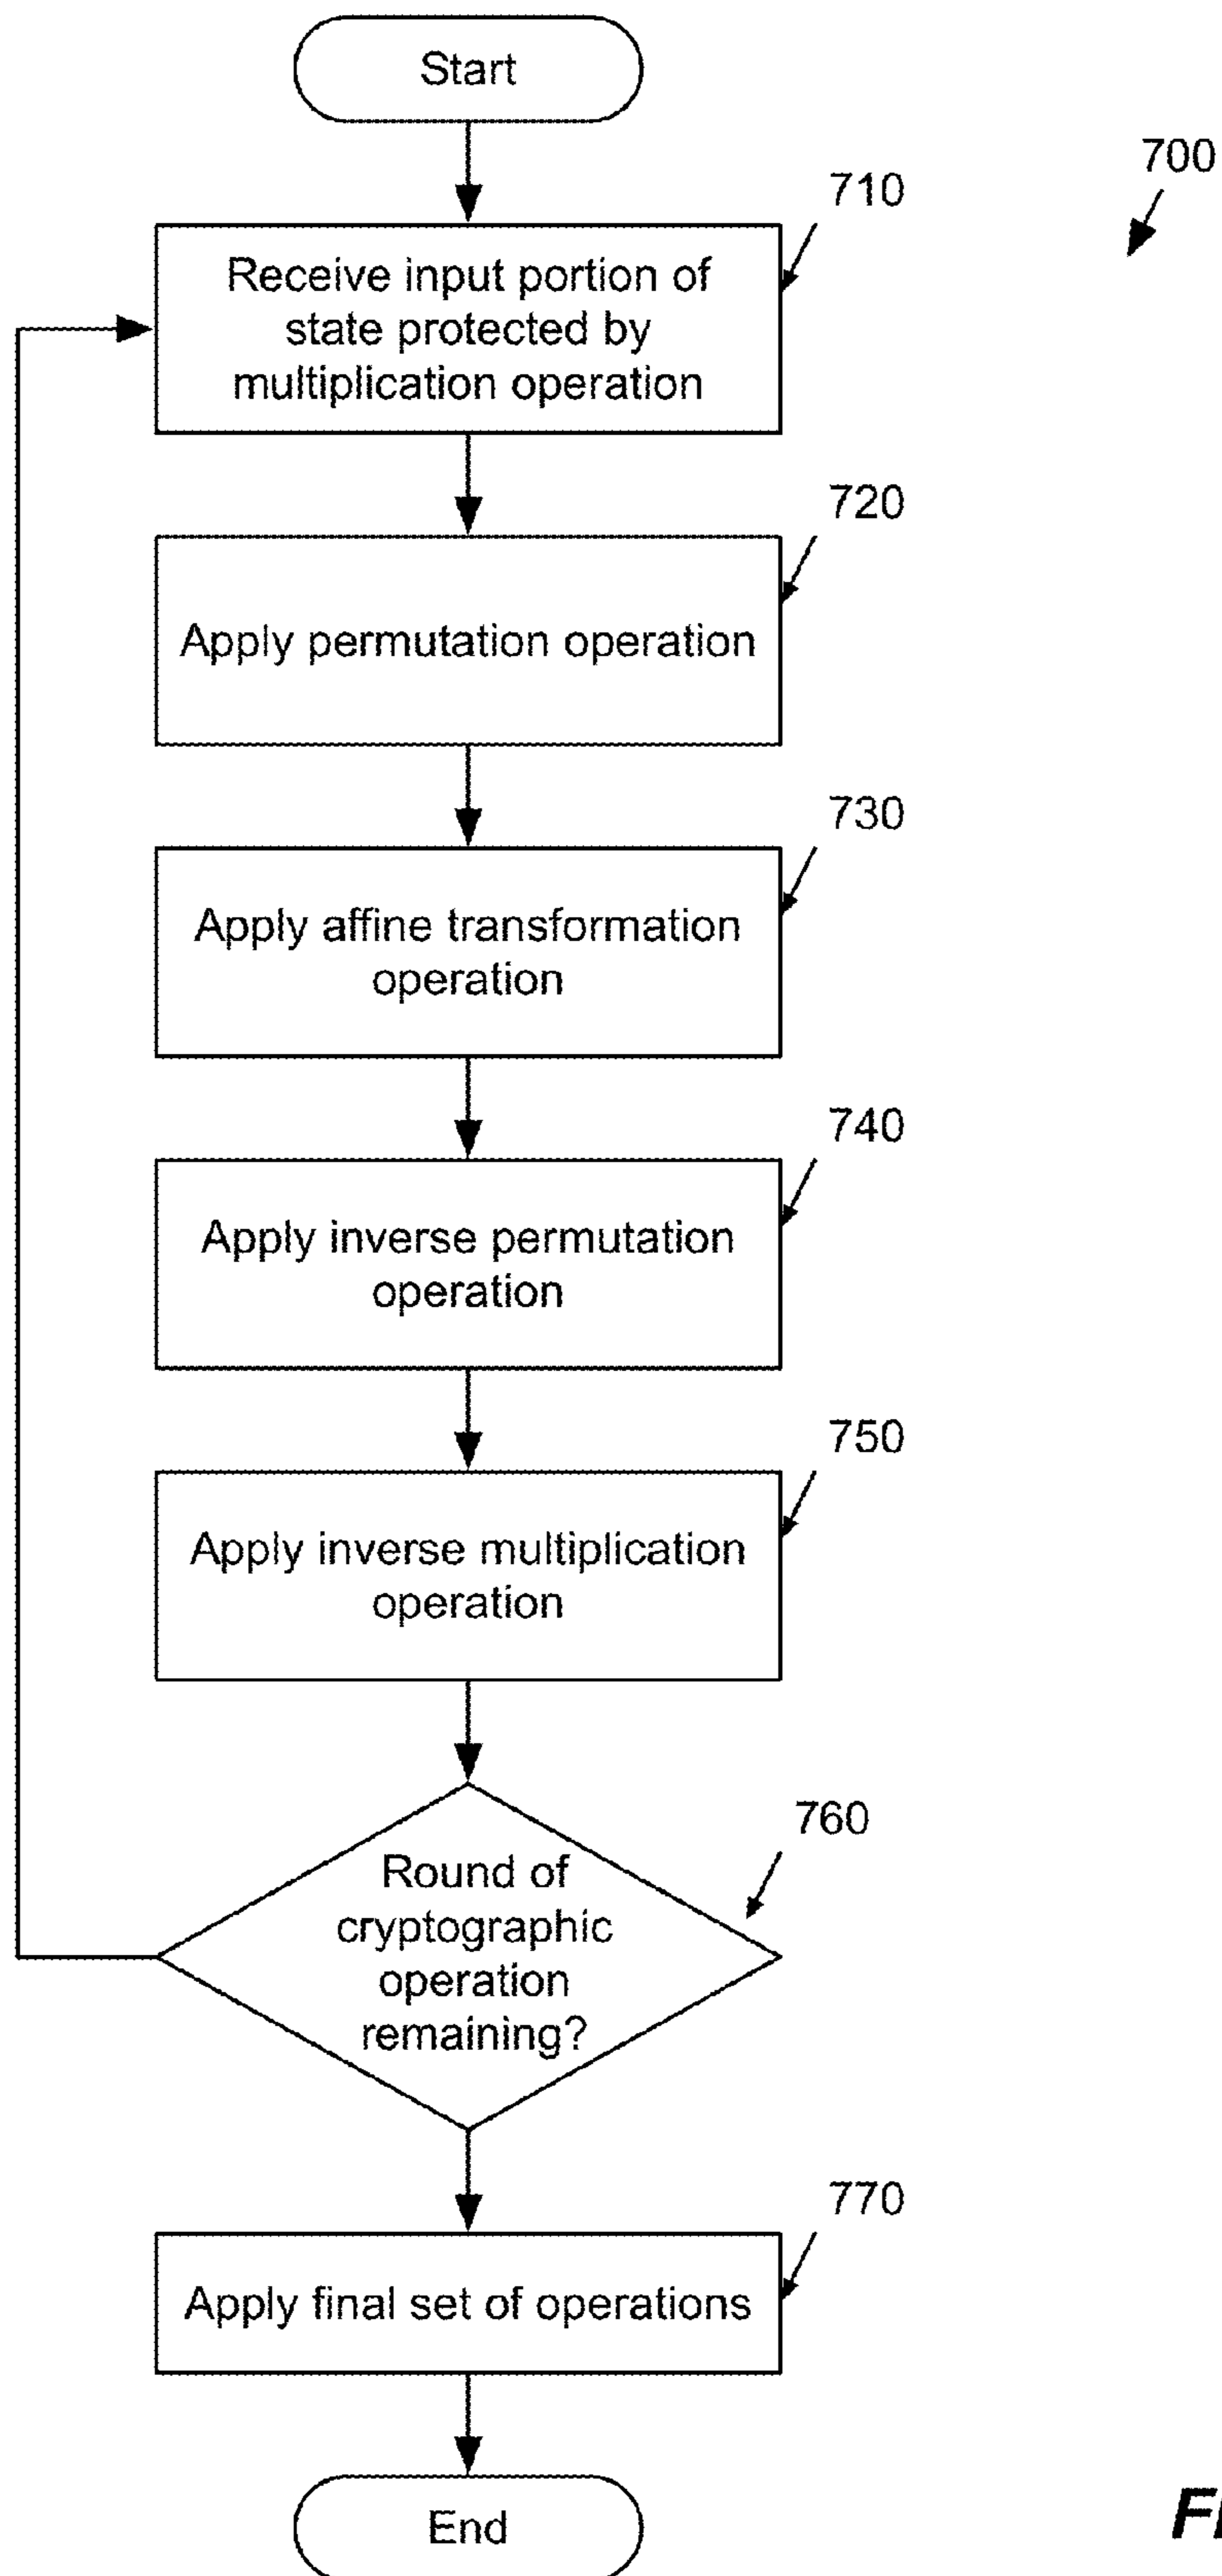 Start
700
710
Receive input portion of
state protected by
multiplication operation
720
Apply permutation operation
730
Apply affine transformation
operation
740
Apply inverse permutation
operation
750
Apply inverse multiplication
operation
760
Round of
cryptographic
operation
remaining?
770
Apply final set of operations
End